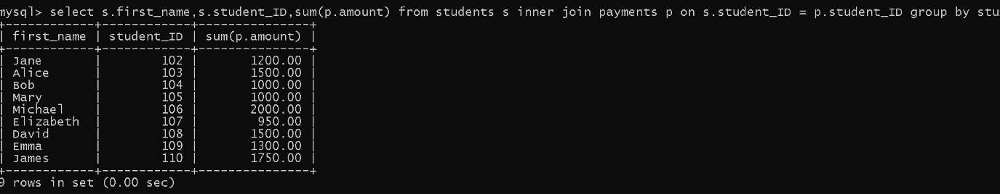 mysql> select s.first_name,s.student_ID,sum(p.amount) from students s inner join payments p on s.student_ID = p.student_ID group by stu
+------------+------------+---------------+
| first_name | student_ID | sum(p.amount) |
+------------+------------+---------------+
| Jane       |        102 |       1200.00 |
| Alice      |        103 |       1500.00 |
| Bob        |        104 |       1000.00 |
| Mary       |        105 |       1000.00 |
| Michael    |        106 |       2000.00 |
| Elizabeth  |        107 |        950.00 |
| David      |        108 |       1500.00 |
| Emma       |        109 |       1300.00 |
| James      |        110 |       1750.00 |
+------------+------------+---------------+
9 rows in set (0.00 sec)